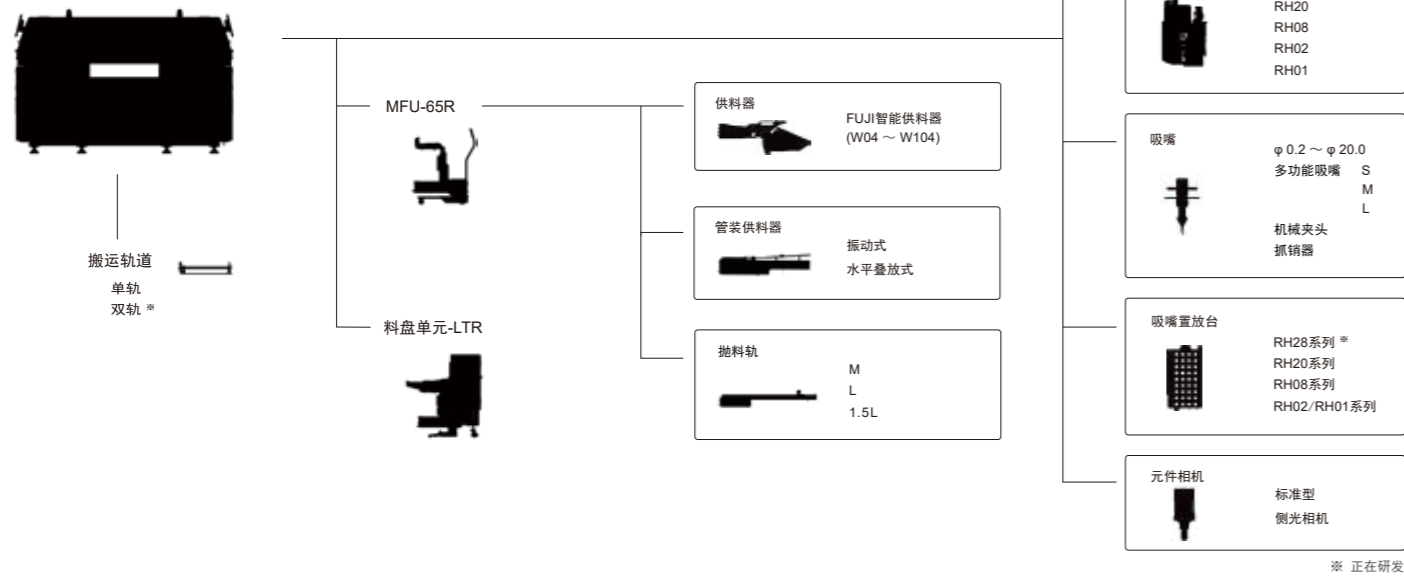 RH20
RH08
RH02
RH01
MFU-65R
供料器
FUJI智能供料器
(W04 ～ W104)
管装供料器
振动式
水平叠放式
抛料轨
M
L
1.5L
料盘单元-LTR
搬运轨道
单轨
双轨 ※
吸嘴
φ 0.2 ～ φ 20.0
多功能吸嘴 S
M
L
机械夹头
抓销器
吸嘴置放台
RH28系列 ※
RH20系列
RH08系列
RH02/RH01系列
元件相机
标准型
侧光相机
※ 正在研发